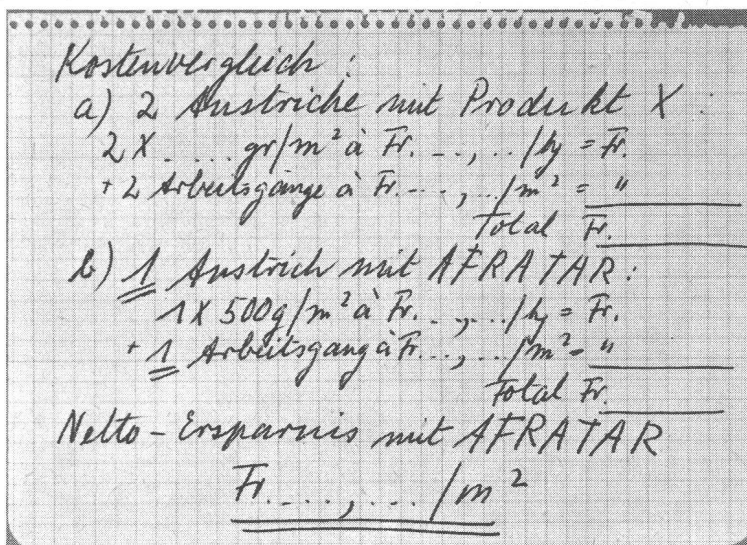 Kostenvergleich:
a) 2 Anstriche mit Produkt X:
2 X .... gr/m² à Fr. ..,../kg = Fr.
+ 2 Arbeitsgänge à Fr. ...,../m² = "
Total Fr.
b) 1 Anstrich mit AFRATAR:
1 X 500g/m² à Fr. ..,../kg = Fr.
+ 1 Arbeitsgang à Fr. ...,../m² = "
Total Fr.
Netto-Ersparnis mit AFRATAR
Fr. ....,.../m²